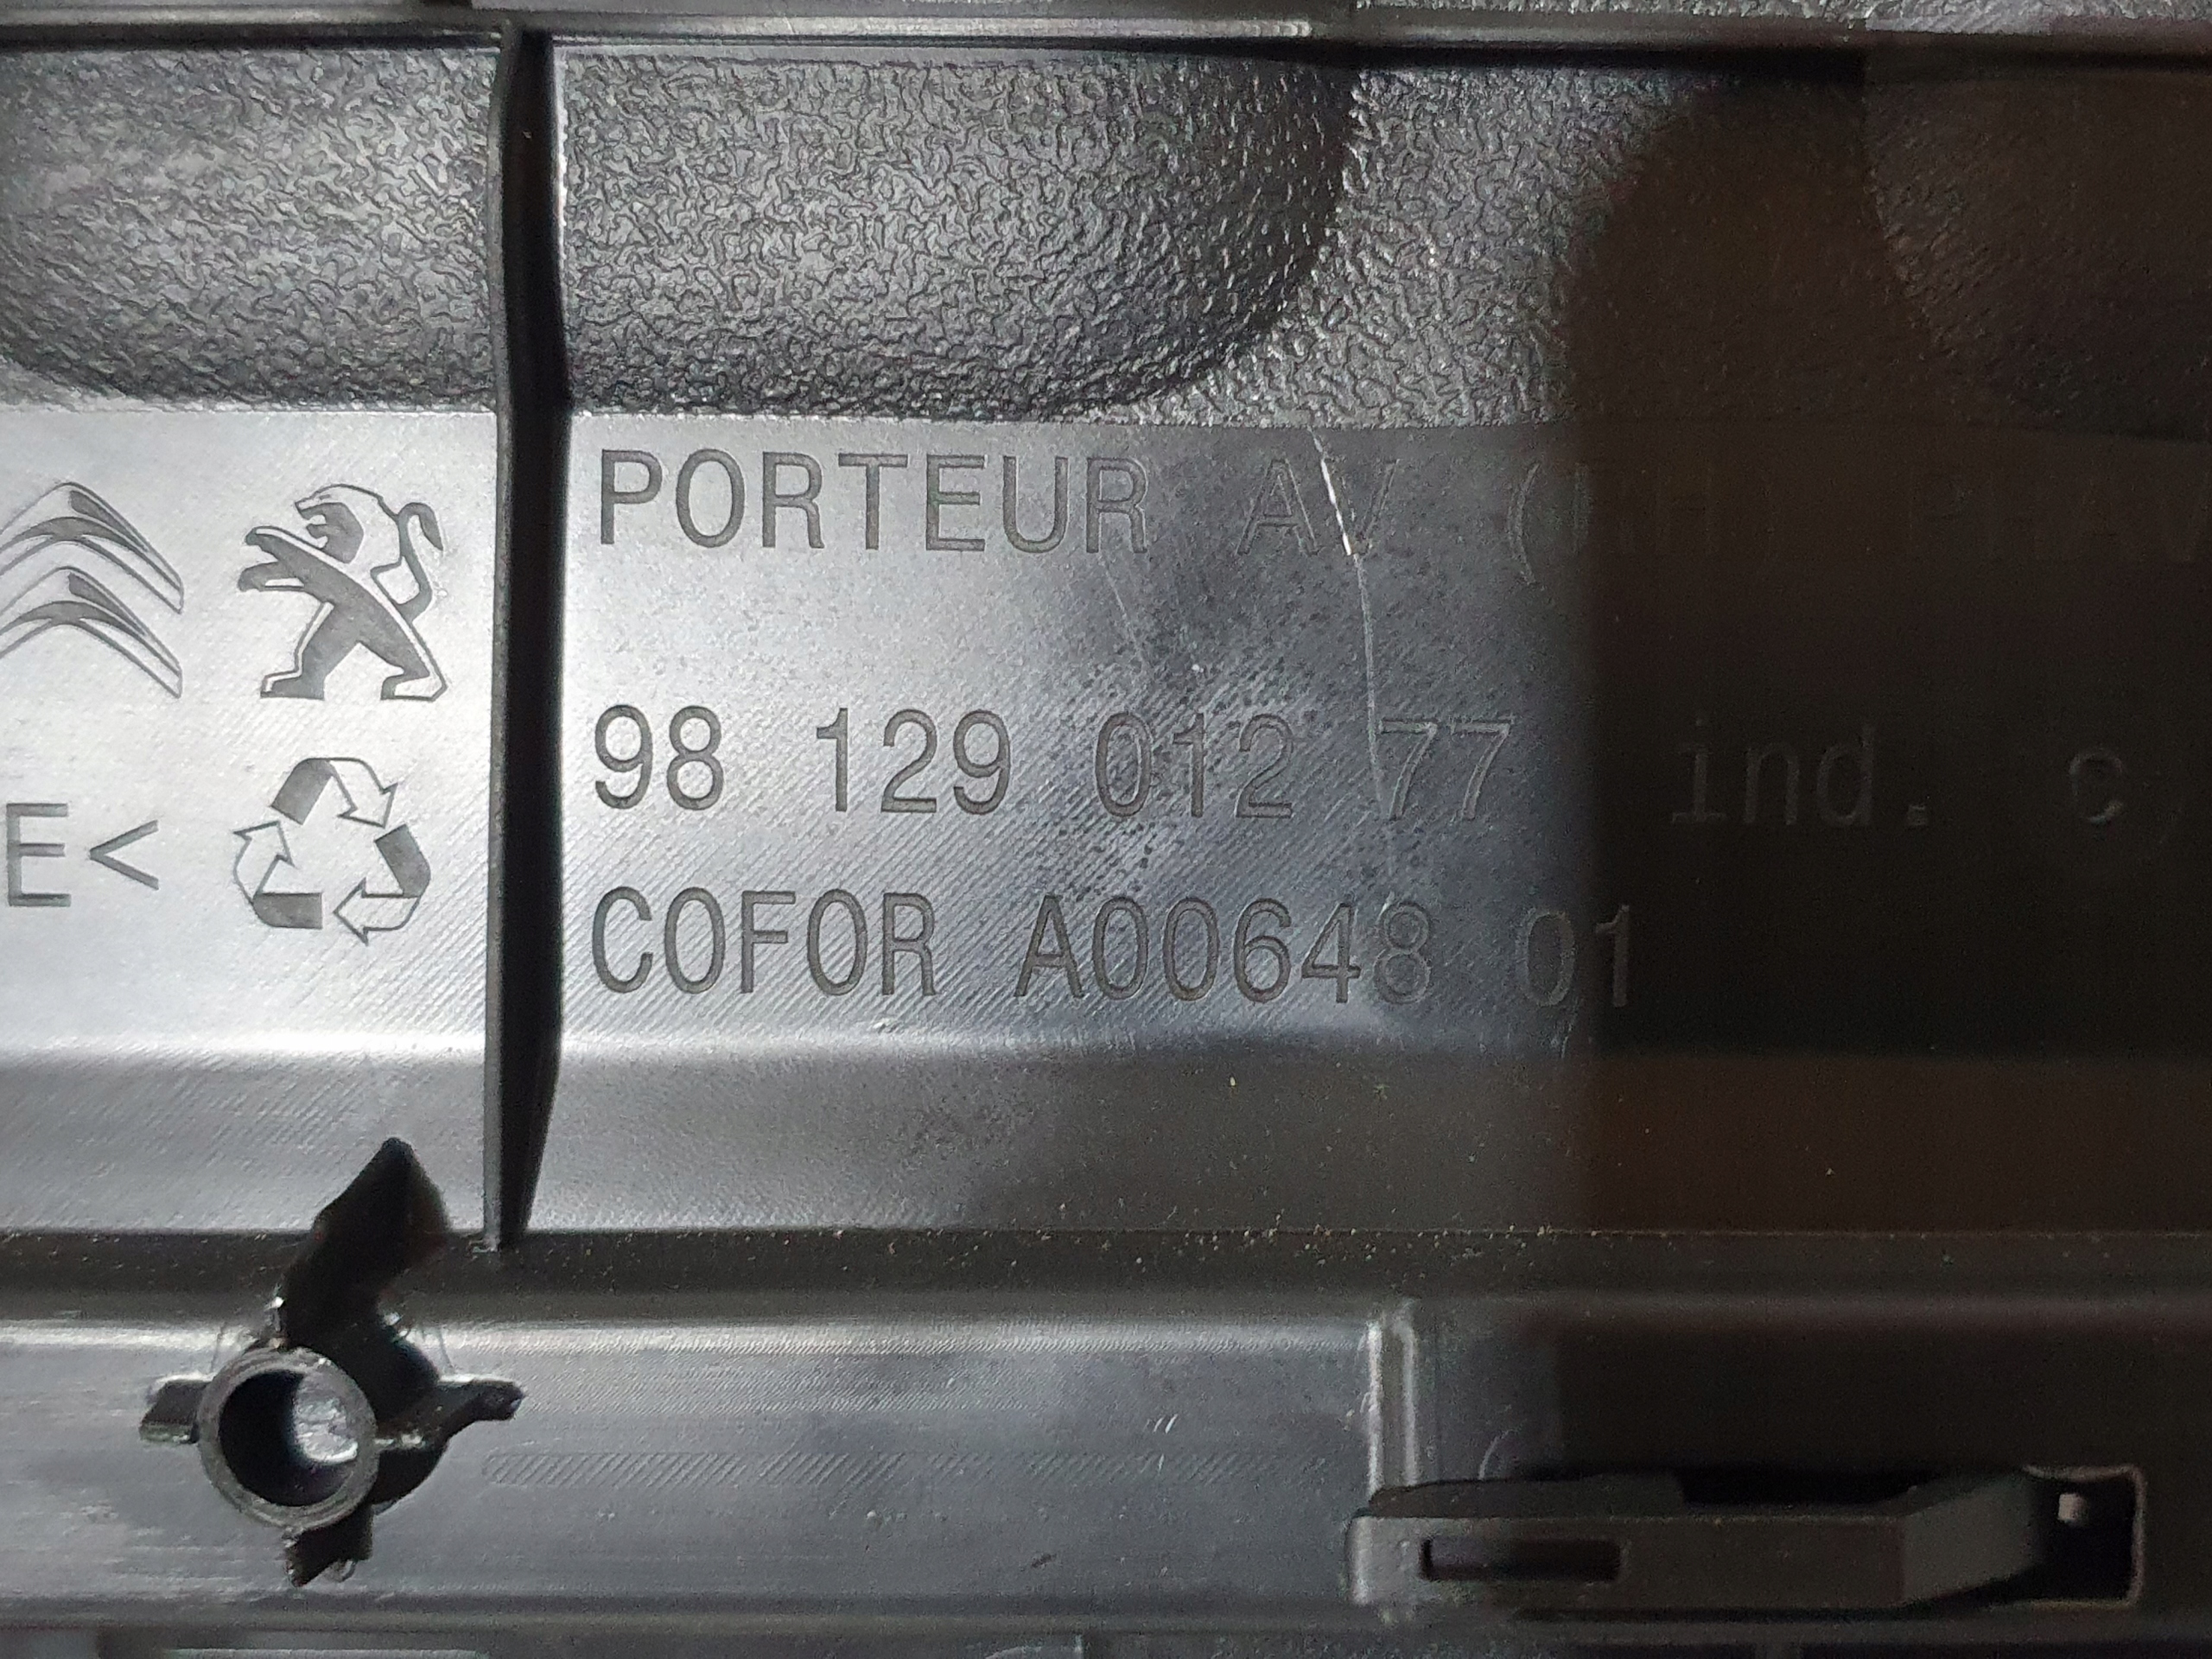 PORTEUR AV
98 129 012 77 ind. c
E<
COFOR A00648 01